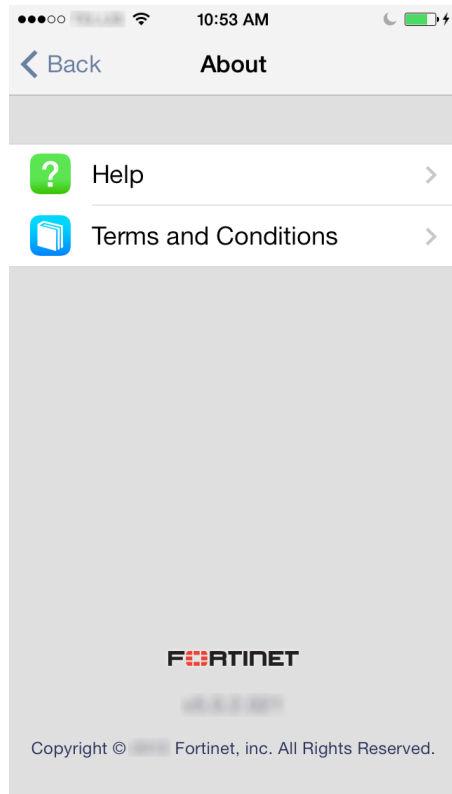 10:53 AM
Back
About
?
Help
Terms and Conditions
FORTINET
Copyright © Fortinet, inc. All Rights Reserved.